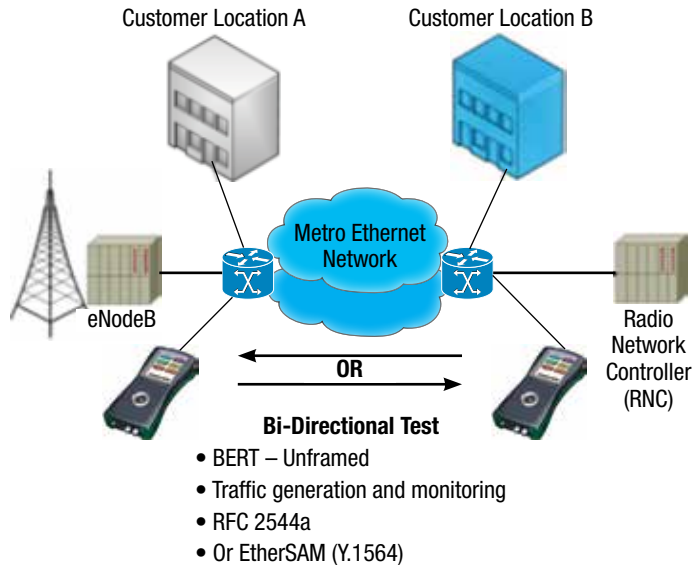 Customer Location A
Customer Location B
Metro Ethernet
Network
eNodeB
Radio
Network
Controller
(RNC)
OR
Bi-Directional Test
• BERT – Unframed
• Traffic generation and monitoring
• RFC 2544a
• Or EtherSAM (Y.1564)